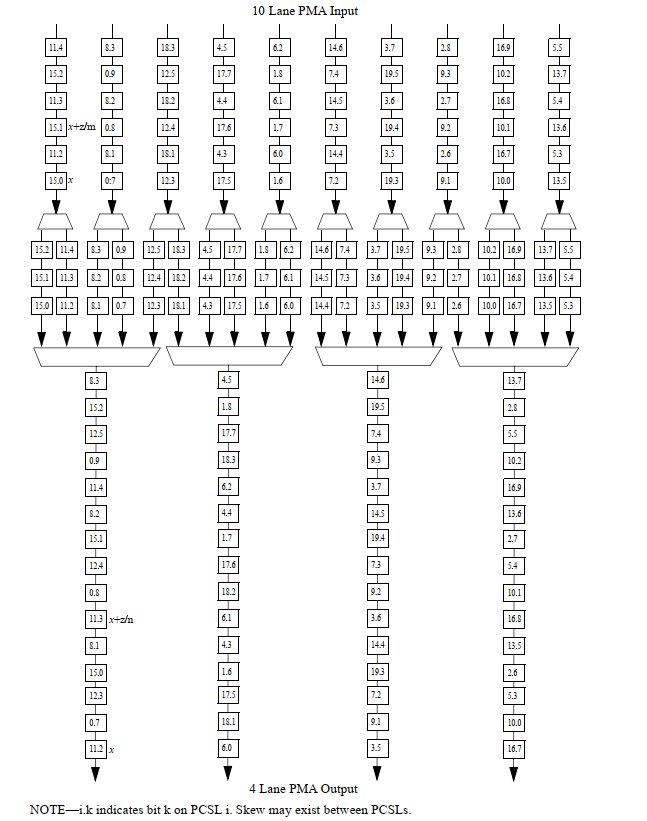 10 Lane PMA Input
11.4 8.3 18.3 4.5 6.2 14.6 3.7 2.8 16.9 5.5
15.2 0.9 12.5 17.7 1.8 7.4 19.5 9.3 10.2 13.7
11.3 8.2 18.2 4.4 6.1 14.5 3.6 2.7 16.8 5.4
15.1 x+z/m 0.8 12.4 17.6 1.7 7.3 19.4 9.2 10.1 13.6
11.2 8.1 18.1 4.3 6.0 14.4 3.5 2.6 16.7 5.3
15.0 x 0:7 12.3 17.5 1.6 7.2 19.3 9.1 10.0 13.5
15.2 11.4 8.3 0.9 12.5 18.3 4.5 17.7 1.8 6.2 14.6 7.4 3.7 19.5 9.3 2.8 10.2 16.9 13.7 5.5
15.1 11.3 8.2 0.8 12.4 18.2 4.4 17.6 1.7 6.1 14.5 7.3 3.6 19.4 9.2 2.7 10.1 16.8 13.6 5.4
15.0 11.2 8.1 0.7 12.3 18.1 4.3 17.5 1.6 6.0 14.4 7.2 3.5 19.3 9.1 2.6 10.0 16.7 13.5 5.3
8.3 4.5 14.6 13.7
15.2 1.8 19.5 2.8
12.5 17.7 7.4 5.5
0.9 18.3 9.3 10.2
11.4 6.2 3.7 16.9
8.2 4.4 14.5 13.6
15.1 1.7 19.4 2.7
12.4 17.6 7.3 5.4
0.8 18.2 9.2 10.1
11.3 x+z/n 6.1 3.6 16.8
8.1 4.3 14.4 13.5
15.0 1.6 19.3 2.6
12.3 17.5 7.2 5.3
0.7 18.1 9.1 10.0
11.2 x 6.0 3.5 16.7
4 Lane PMA Output
NOTE—i.k indicates bit k on PCSL i. Skew may exist between PCSLs.